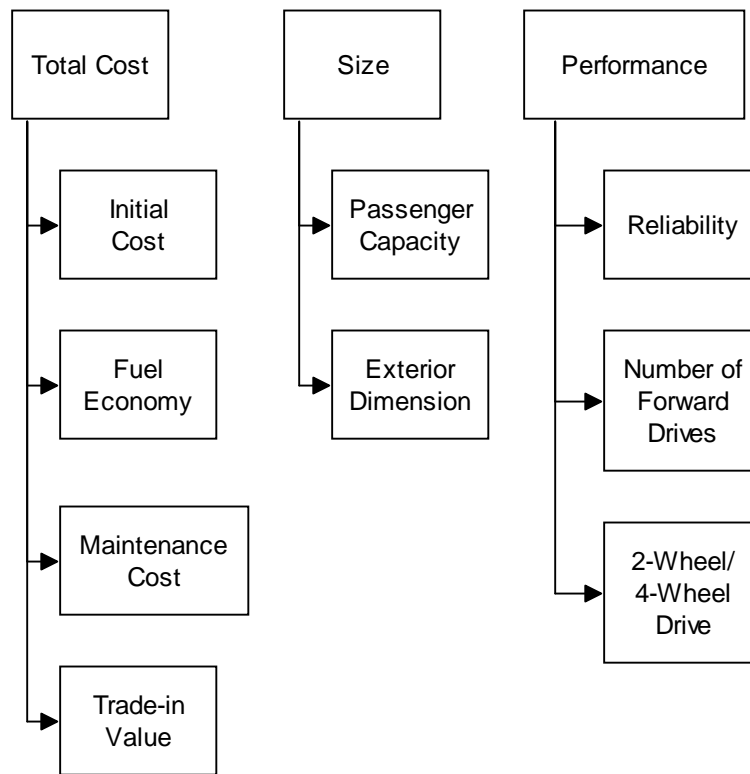 Total Cost
Initial
Cost
Fuel
Economy
Maintenance
Cost
Trade-in
Value
Size
Passenger
Capacity
Exterior
Dimension
Performance
Reliability
Number of
Forward
Drives
2-Wheel/
4-Wheel
Drive